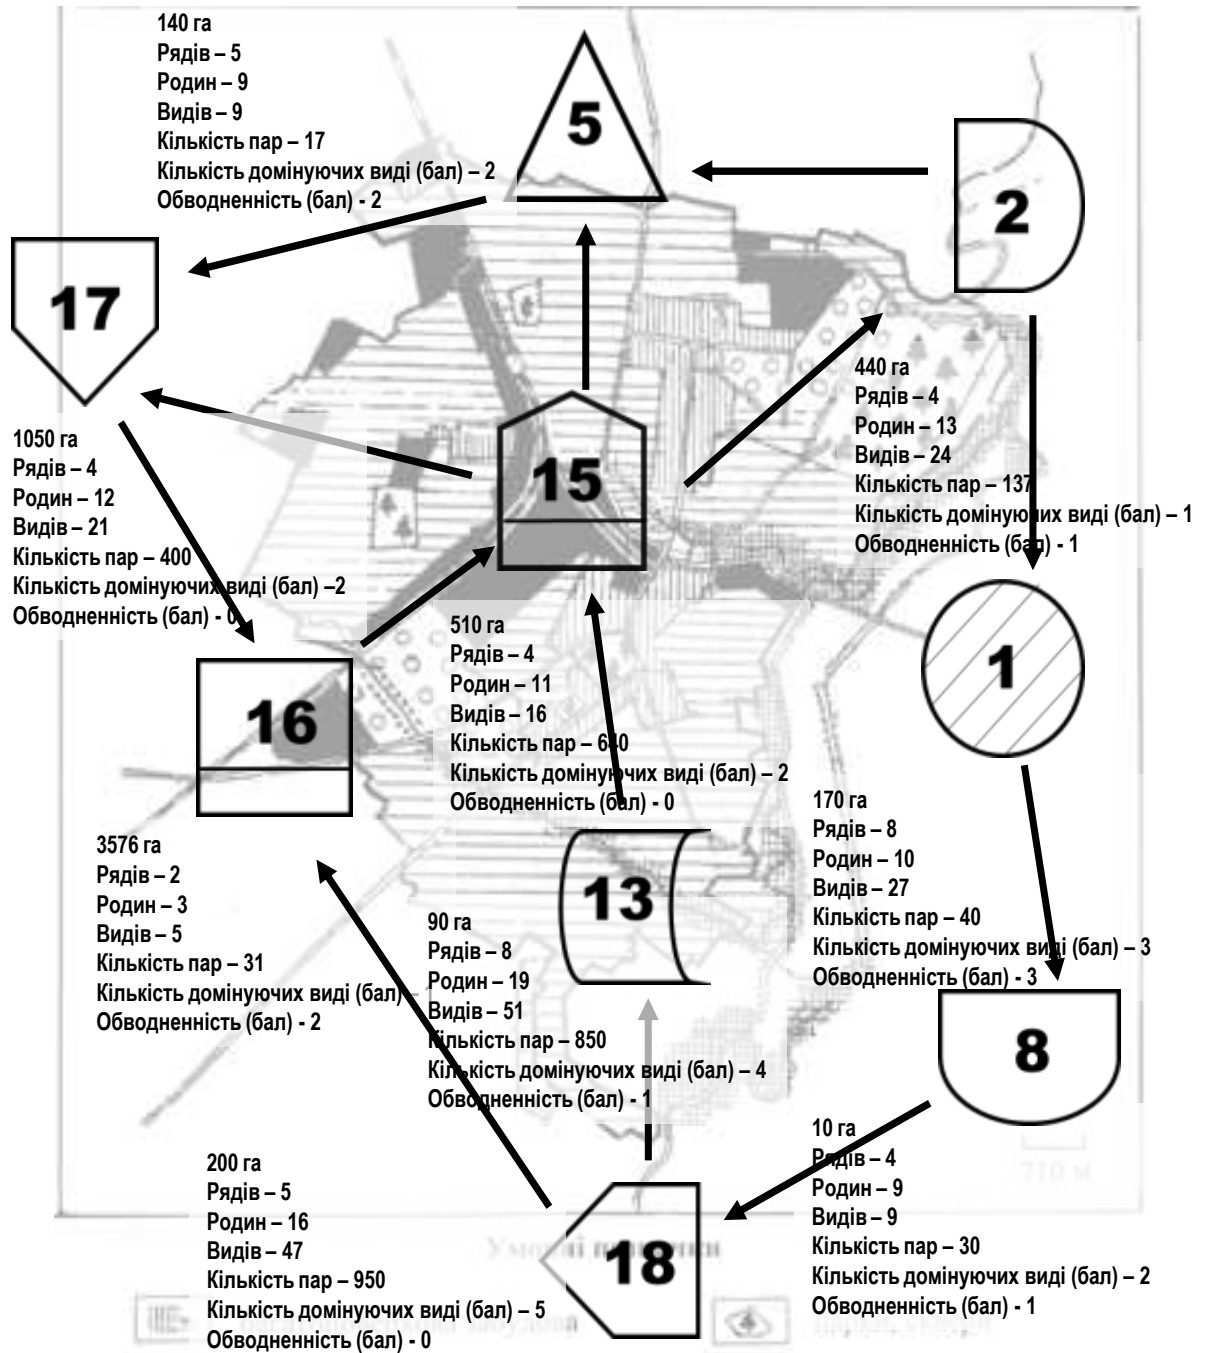 140 га
Рядів – 5
Родин – 9
Видів – 9
Кількість пар – 17
Кількість домінуючих виді (бал) – 2
Обводненність (бал) - 2
5
2
17
440 га
Рядів – 4
Родин – 13
Видів – 24
Кількість пар – 137
Кількість домінуючих виді (бал) – 1
Обводненність (бал) - 1
15
1050 га
Рядів – 4
Родин – 12
Видів – 21
Кількість пар – 400
Кількість домінуючих виді (бал) –2
Обводненність (бал) - 0
510 га
Рядів – 4
Родин – 11
Видів – 16
Кількість пар – 640
Кількість домінуючих виді (бал) – 2
Обводненність (бал) - 0
1
16
170 га
Рядів – 8
Родин – 10
Видів – 27
Кількість пар – 40
Кількість домінуючих виді (бал) – 3
Обводненність (бал) - 3
3576 га
Рядів – 2
Родин – 3
Видів – 5
Кількість пар – 31
Кількість домінуючих виді (бал)
Обводненність (бал) - 2
13
90 га
Рядів – 8
Родин – 19
Видів – 51
Кількість пар – 850
Кількість домінуючих виді (бал) – 4
Обводненність (бал) - 1
8
10 га
Рядів – 4
Родин – 9
Видів – 9
Кількість пар – 30
Кількість домінуючих виді (бал) – 2
Обводненність (бал) - 1
710 м
200 га
Рядів – 5
Родин – 16
Видів – 47
Кількість пар – 950
Кількість домінуючих виді (бал) – 5
Обводненність (бал) - 0
18